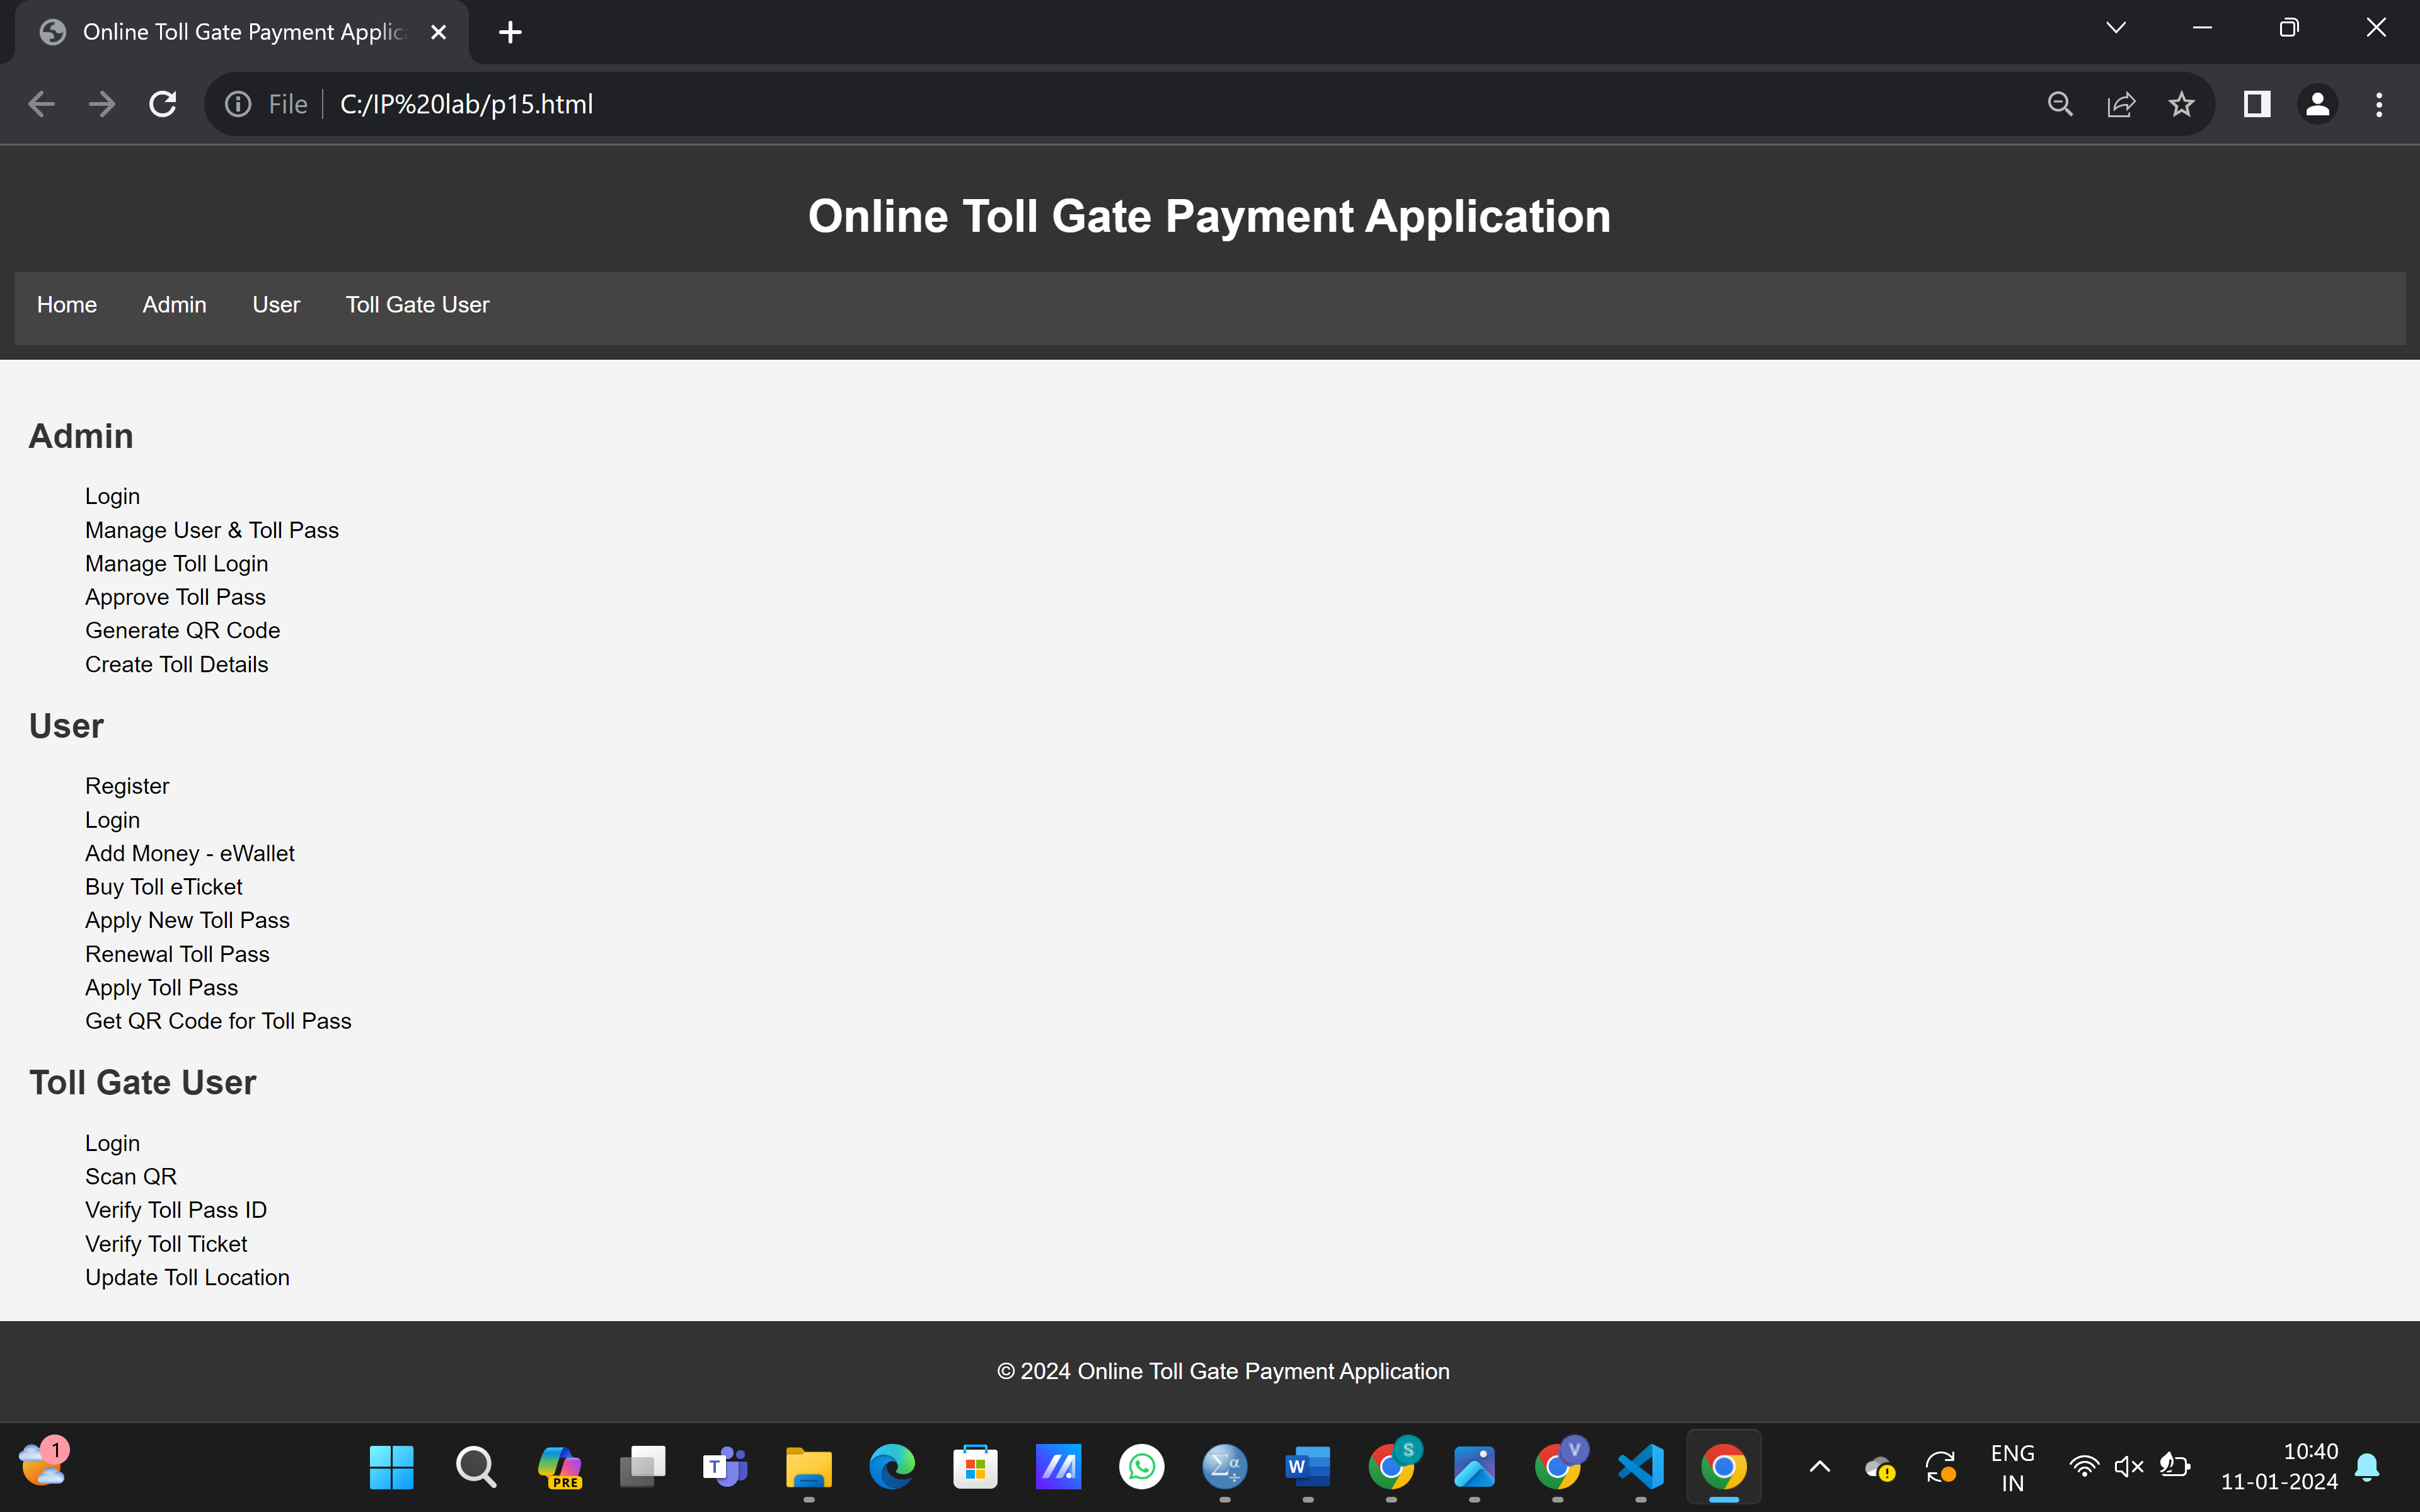 Online Toll Gate Payment Applic
File
C:/IP%20lab/p15.html
Online Toll Gate Payment Application
Home Admin User Toll Gate User
Admin
Login
Manage User & Toll Pass
Manage Toll Login
Approve Toll Pass
Generate QR Code
Create Toll Details
User
Register
Login
Add Money - eWallet
Buy Toll eTicket
Apply New Toll Pass
Renewal Toll Pass
Apply Toll Pass
Get QR Code for Toll Pass
Toll Gate User
Login
Scan QR
Verify Toll Pass ID
Verify Toll Ticket
Update Toll Location
© 2024 Online Toll Gate Payment Application
1
PRE
T
W
S
V
ENG
IN
10:40
11-01-2024